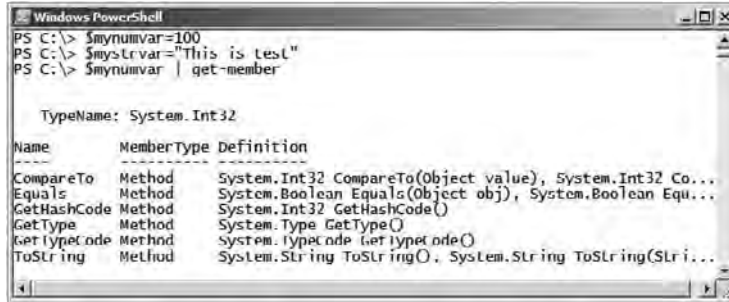 Windows PowerShell
PS C:\> $mynumvar=100
PS C:\> $mystrvar="This is test"
PS C:\> $mynumvar | get-member
TypeName: System.Int32
Name MemberType Definition
---- ---------- ----------
CompareTo Method System.Int32 CompareTo(Object value), System.Int32 Co...
Equals Method System.Boolean Equals(Object obj), System.Boolean Equ...
GetHashCode Method System.Int32 GetHashCode()
GetType Method System.Type GetType()
GetTypeCode Method System.TypeCode GetTypeCode()
ToString Method System.String ToString(), System.String ToString(Stri...